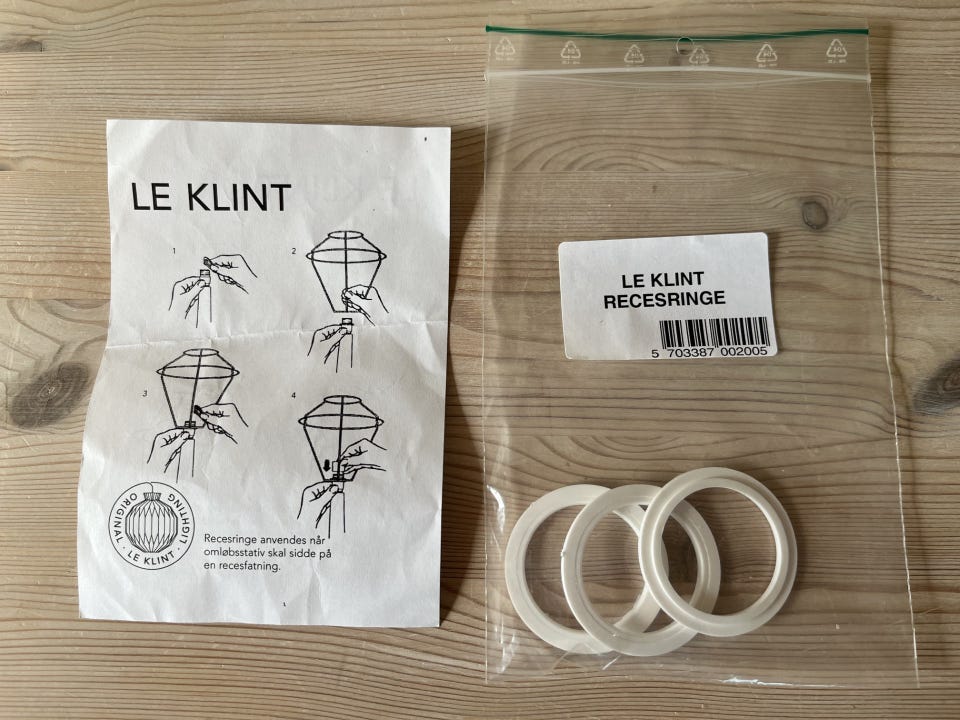 LE KLINT
1
2
3
4
ORIGINAL · LE KLINT · LIGHTING
Recesringe anvendes når
omløbsstativ skal sidde på
en recesfatning.
1
LE KLINT
RECESRINGE
5 703387 002005